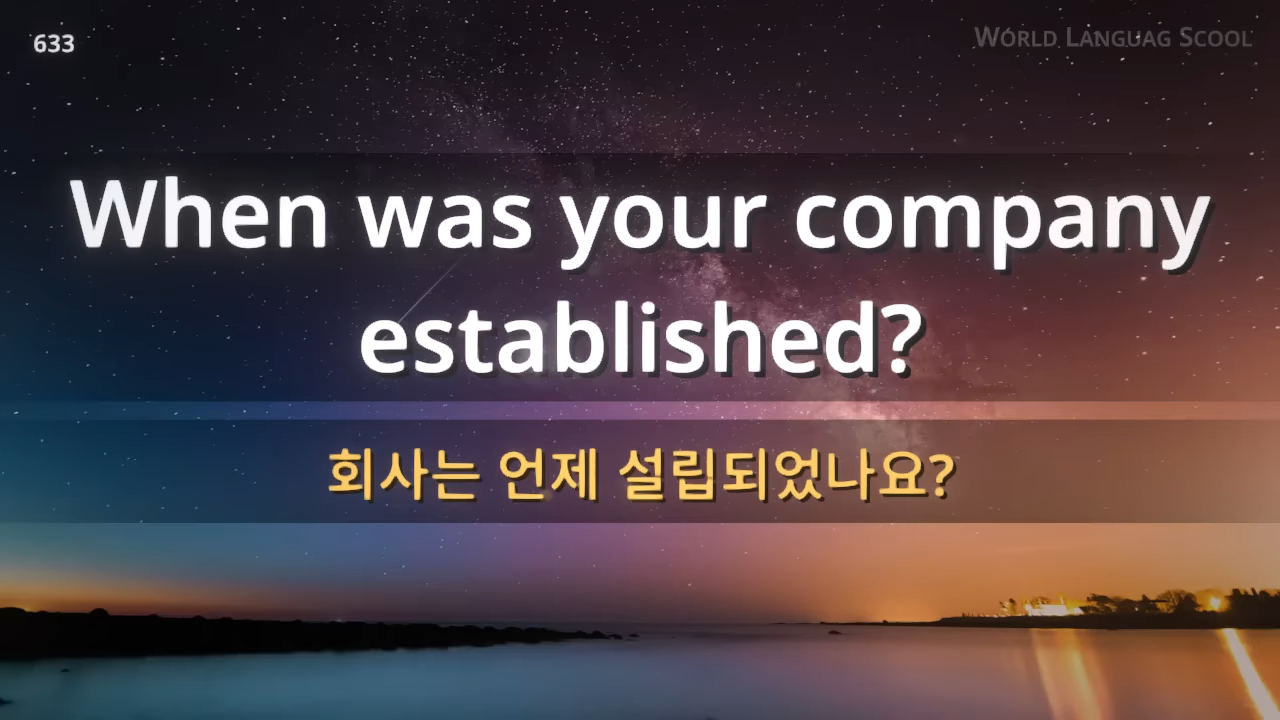 633
World Languag Scool
When was your company
established?
회사는 언제 설립되었나요?